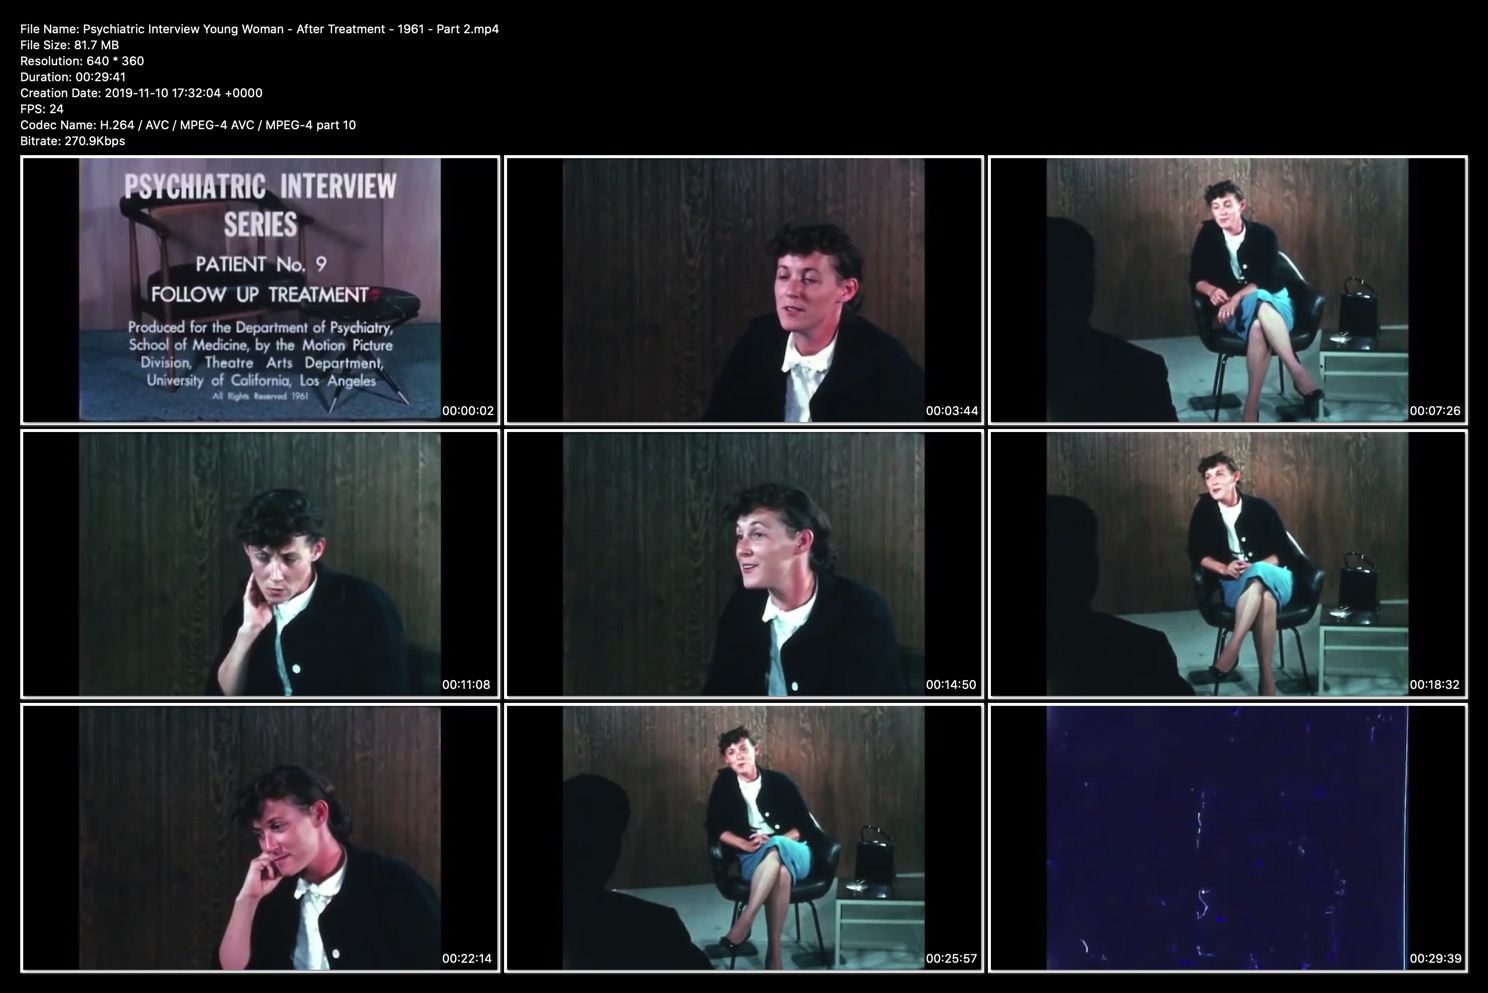 File Name: Psychiatric Interview Young Woman - After Treatment - 1961 - Part 2.mp4
File Size: 81.7 MB
Resolution: 640 * 360
Duration: 00:29:41
Creation Date: 2019-11-10 17:32:04 +0000
FPS: 24
Codec Name: H.264 / AVC / MPEG-4 AVC / MPEG-4 part 10
Bitrate: 270.9Kbps
PSYCHIATRIC INTERVIEW
SERIES
PATIENT No. 9
FOLLOW UP TREATMENT
Produced for the Department of Psychiatry,
School of Medicine, by the Motion Picture
Division, Theatre Arts Department,
University of California, Los Angeles
All Rights Reserved 1961
00:00:02
00:03:44
00:07:26
00:11:08
00:14:50
00:18:32
00:22:14
00:25:57
00:29:39